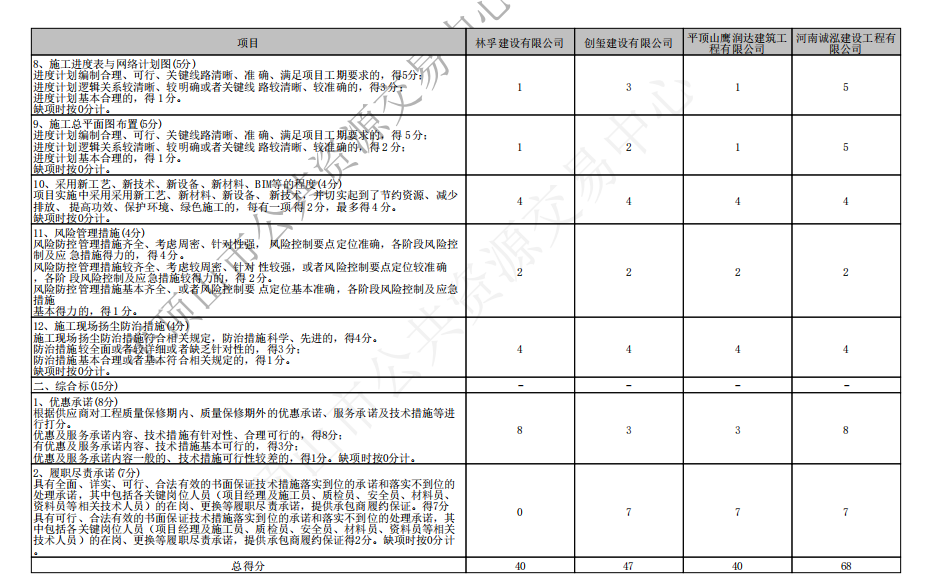 项目 林孚建设有限公司 创玺建设有限公司 平顶山鹰润达建筑工 河南诚泓建设工程有
程有限公司 限公司
8、施工进度表与网络计划图(5分)
进度计划编制合理、可行、关键线路清晰、准 确、满足项目工期要求的，得5分；
进度计划逻辑关系较清晰、较明确或者关键线 路较清晰、较准确的，得3分；
进度计划基本合理的，得１分。
缺项时按0分计。
1 3 1 5
9、施工总平面图布置(5分)
进度计划编制合理、可行、关键线路清晰、准 确、满足项目工期要求的，得５分；
进度计划逻辑关系较清晰、较明确或者关键线 路较清晰、较准确的，得２分；
进度计划基本合理的，得１分。
缺项时按0分计。
1 2 1 5
10、采用新工艺、新技术、新设备、新材料、BIM等的程度(4分)
项目实施中采用采用新工艺、新材料、新设备、 新技术，并切实起到了节约资源、减少
排放、 提高功效、保护环境、绿色施工的，每有一项得２分，最多得４分。
缺项时按0分计。
4 4 4 4
11、风险管理措施(4分)
风险防控管理措施齐全、考虑周密、针对性强， 风险控制要点定位准确，各阶段风险控
制及应 急措施得力的，得４分。
风险防控管理措施较齐全、考虑较周密、针对 性较强，或者风险控制要点定位较准确
，各阶 段风险控制及应急措施较得力的，得２分。
风险防控管理措施基本齐全、或者风险控制要 点定位基本准确，各阶段风险控制及应急
措施
基本得力的，得１分。
2 2 2 2
12、施工现场扬尘防治措施(4分)
施工现场扬尘防治措施符合相关规定，防治措施科学、先进的，得4分。
防治措施较全面或者较详细或者缺乏针对性的，得3分；
防治措施基本合理或者基本符合相关规定的，得1分。
缺项时按0分计。
4 4 4 4
二、综合标(15分) － － － －
1、优惠承诺(8分)
根据供应商对工程质量保修期内、质量保修期外的优惠承诺、服务承诺及技术措施等进
行打分。
优惠及服务承诺内容、技术措施有针对性、合理可行的，得8分；
有优惠及服务承诺内容、技术措施基本可行的，得3分；
优惠及服务承诺内容一般的、技术措施可行性较差的，得1分。缺项时按0分计。
8 3 3 8
2、履职尽责承诺(7分)
具有全面、详实、可行、合法有效的书面保证技术措施落实到位的承诺和落实不到位的
处理承诺，其中包括各关键岗位人员（项目经理及施工员、质检员、安全员、材料员、
资料员等相关技术人员）的在岗、更换等履职尽责承诺，提供承包商履约保证。得7分
具有可行、合法有效的书面保证技术措施落实到位的承诺和落实不到位的处理承诺，其
中包括各关键岗位人员（项目经理及施工员、质检员、安全员、材料员、资料员等相关
技术人员）的在岗、更换等履职尽责承诺，提供承包商履约保证得2分。缺项时按0分计
。
0 7 7 7
总得分 40 47 40 68
项城市公共资源交易中心
市公共资源交易中心